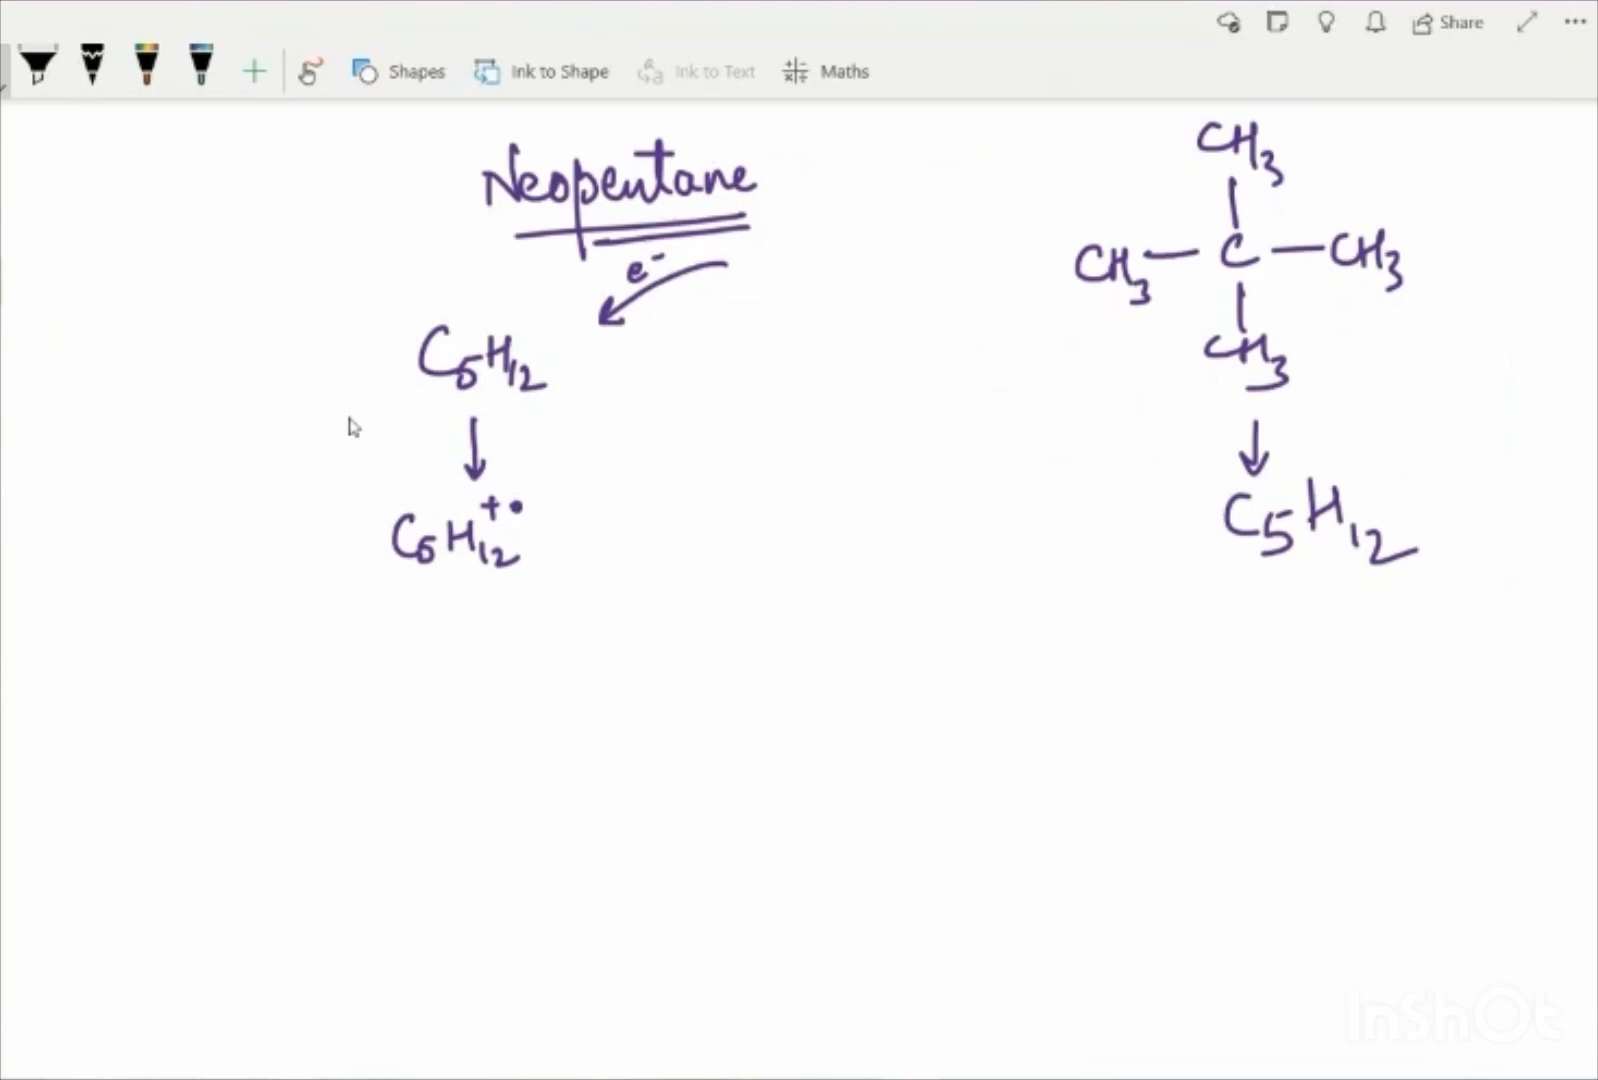 Share
Shapes Ink to Shape Ink to Text Maths
Neopentane
e⁻
C₅H₁₂
C₅H₁₂⁺•
CH₃
CH₃ — C — CH₃
CH₃
C₅H₁₂
InShOt